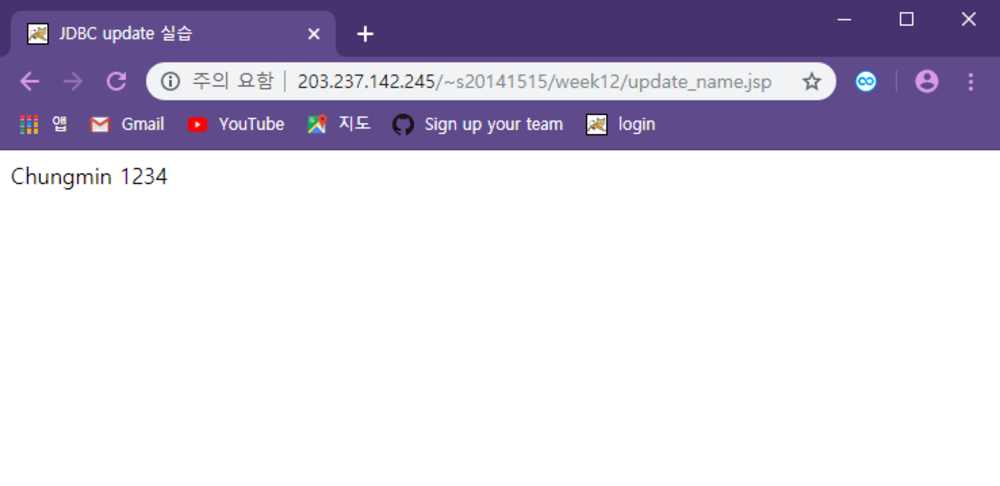 JDBC update 실습
주의 요함 203.237.142.245/~s20141515/week12/update_name.jsp
앱 Gmail YouTube 지도 Sign up your team login
Chungmin 1234